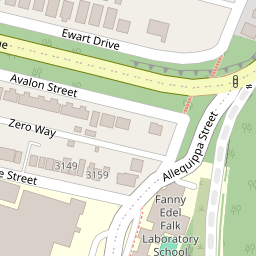 Ewart Drive
Avalon Street
Zero Way
Allequippa Street
3149
3159
Street
Fanny
Edel
Falk
Laboratory
School